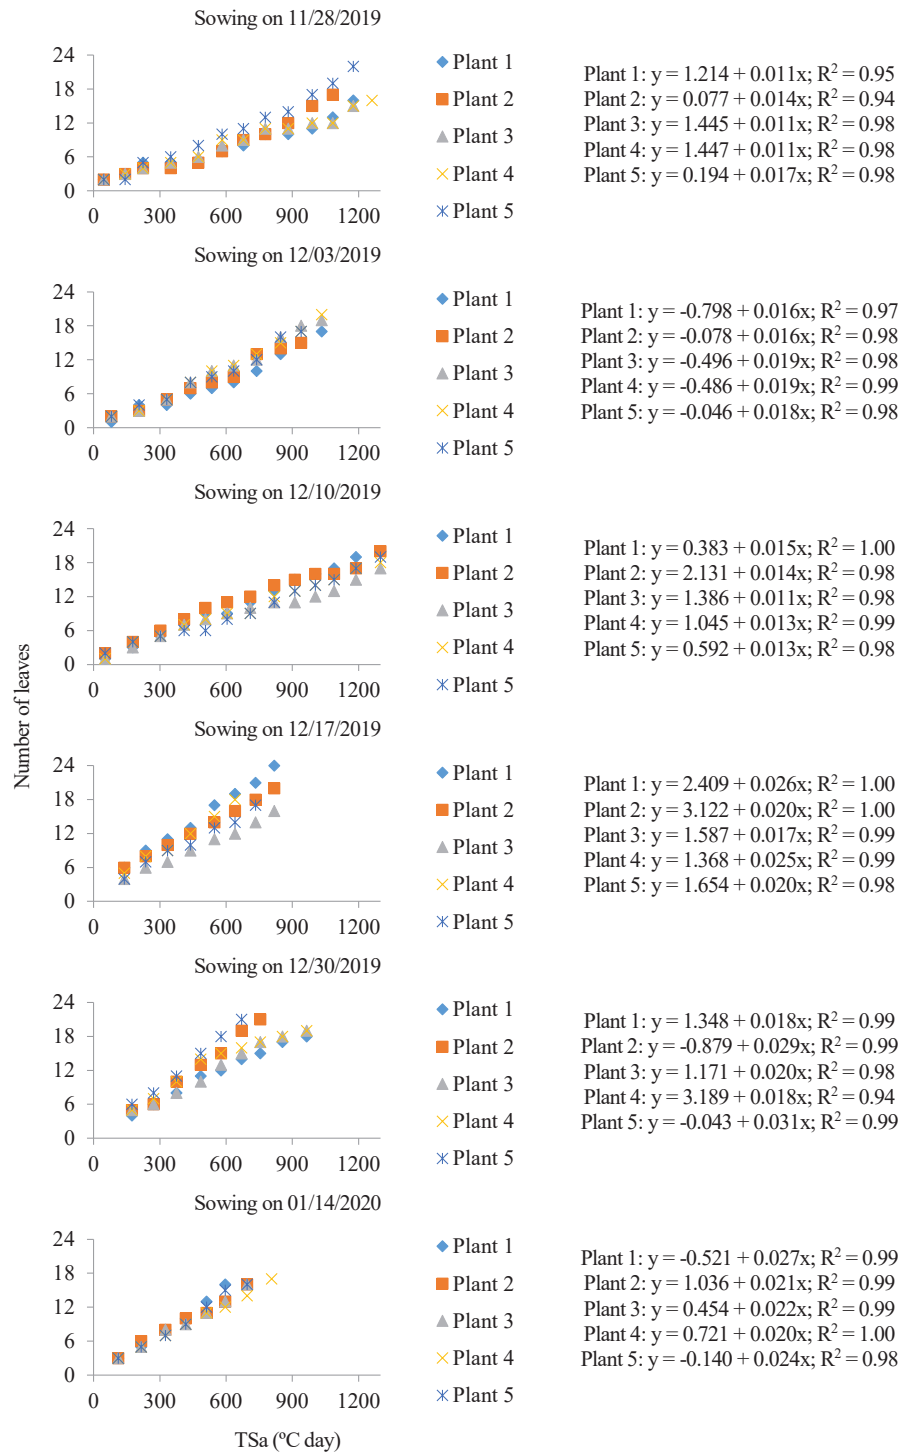 Number of leaves
Sowing on 11/28/2019
24
18
12
6
0
0 300 600 900 1200
Plant 1
Plant 2
Plant 3
Plant 4
Plant 5
Plant 1: y = 1.214 + 0.011x; R² = 0.95
Plant 2: y = 0.077 + 0.014x; R² = 0.94
Plant 3: y = 1.445 + 0.011x; R² = 0.98
Plant 4: y = 1.447 + 0.011x; R² = 0.98
Plant 5: y = 0.194 + 0.017x; R² = 0.98
Sowing on 12/03/2019
24
18
12
6
0
0 300 600 900 1200
Plant 1
Plant 2
Plant 3
Plant 4
Plant 5
Plant 1: y = -0.798 + 0.016x; R² = 0.97
Plant 2: y = -0.078 + 0.016x; R² = 0.98
Plant 3: y = -0.496 + 0.019x; R² = 0.98
Plant 4: y = -0.486 + 0.019x; R² = 0.99
Plant 5: y = -0.046 + 0.018x; R² = 0.98
Sowing on 12/10/2019
24
18
12
6
0
0 300 600 900 1200
Plant 1
Plant 2
Plant 3
Plant 4
Plant 5
Plant 1: y = 0.383 + 0.015x; R² = 1.00
Plant 2: y = 2.131 + 0.014x; R² = 0.98
Plant 3: y = 1.386 + 0.011x; R² = 0.98
Plant 4: y = 1.045 + 0.013x; R² = 0.99
Plant 5: y = 0.592 + 0.013x; R² = 0.98
Sowing on 12/17/2019
24
18
12
6
0
0 300 600 900 1200
Plant 1
Plant 2
Plant 3
Plant 4
Plant 5
Plant 1: y = 2.409 + 0.026x; R² = 1.00
Plant 2: y = 3.122 + 0.020x; R² = 1.00
Plant 3: y = 1.587 + 0.017x; R² = 0.99
Plant 4: y = 1.368 + 0.025x; R² = 0.99
Plant 5: y = 1.654 + 0.020x; R² = 0.98
Sowing on 12/30/2019
24
18
12
6
0
0 300 600 900 1200
Plant 1
Plant 2
Plant 3
Plant 4
Plant 5
Plant 1: y = 1.348 + 0.018x; R² = 0.99
Plant 2: y = -0.879 + 0.029x; R² = 0.99
Plant 3: y = 1.171 + 0.020x; R² = 0.98
Plant 4: y = 3.189 + 0.018x; R² = 0.94
Plant 5: y = -0.043 + 0.031x; R² = 0.99
Sowing on 01/14/2020
24
18
12
6
0
0 300 600 900 1200
Plant 1
Plant 2
Plant 3
Plant 4
Plant 5
Plant 1: y = -0.521 + 0.027x; R² = 0.99
Plant 2: y = 1.036 + 0.021x; R² = 0.99
Plant 3: y = 0.454 + 0.022x; R² = 0.99
Plant 4: y = 0.721 + 0.020x; R² = 1.00
Plant 5: y = -0.140 + 0.024x; R² = 0.98
TSa (ºC day)